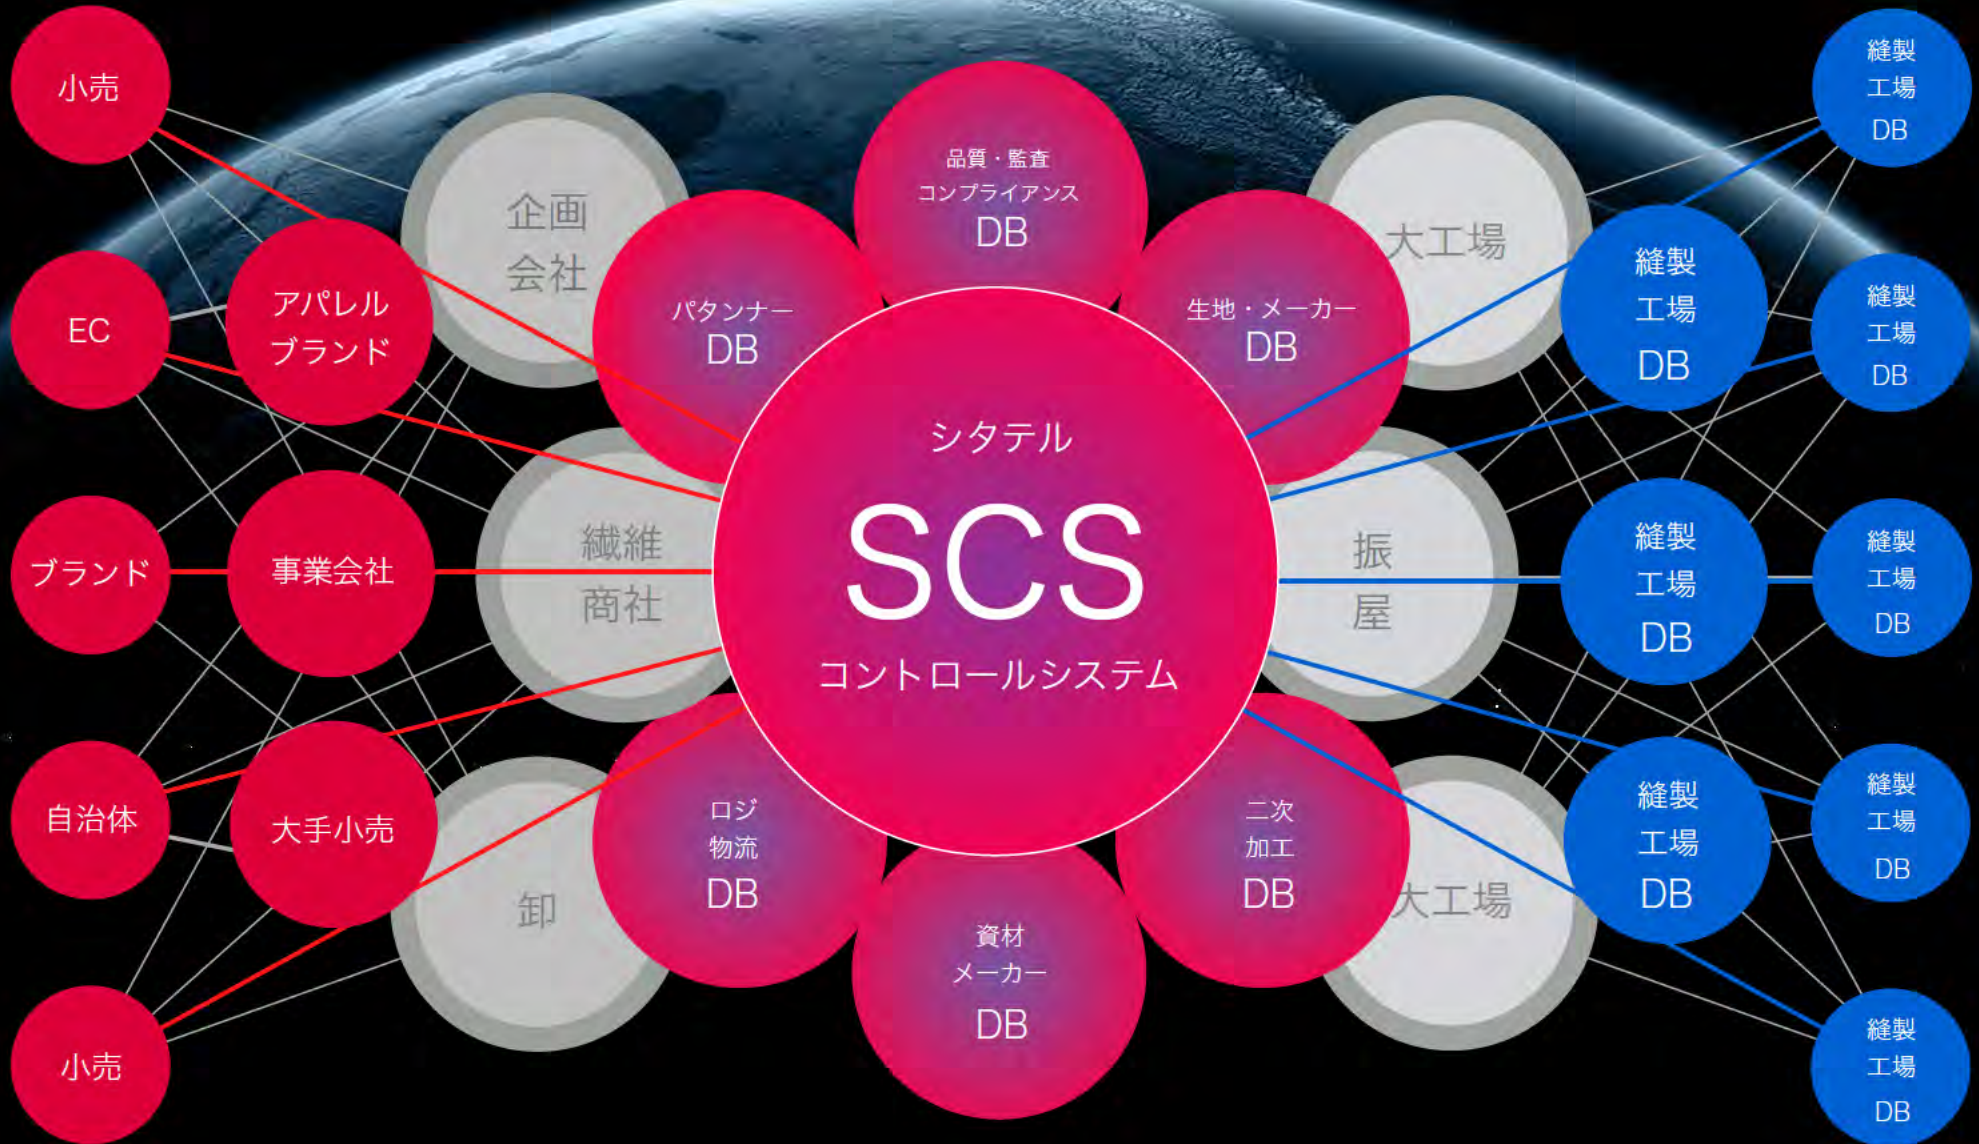 小売
EC
ブランド
自治体
小売
アパレル
ブランド
事業会社
大手小売
企画
会社
繊維
商社
卸
パタンナー
DB
品質・監査
コンプライアンス
DB
生地・メーカー
DB
シタテル
SCS
コントロールシステム
ロジ
物流
DB
資材
メーカー
DB
二次
加工
DB
大工場
振
屋
大工場
縫製
工場
DB
縫製
工場
DB
縫製
工場
DB
縫製
工場
DB
縫製
工場
DB
縫製
工場
DB
縫製
工場
DB
縫製
工場
DB